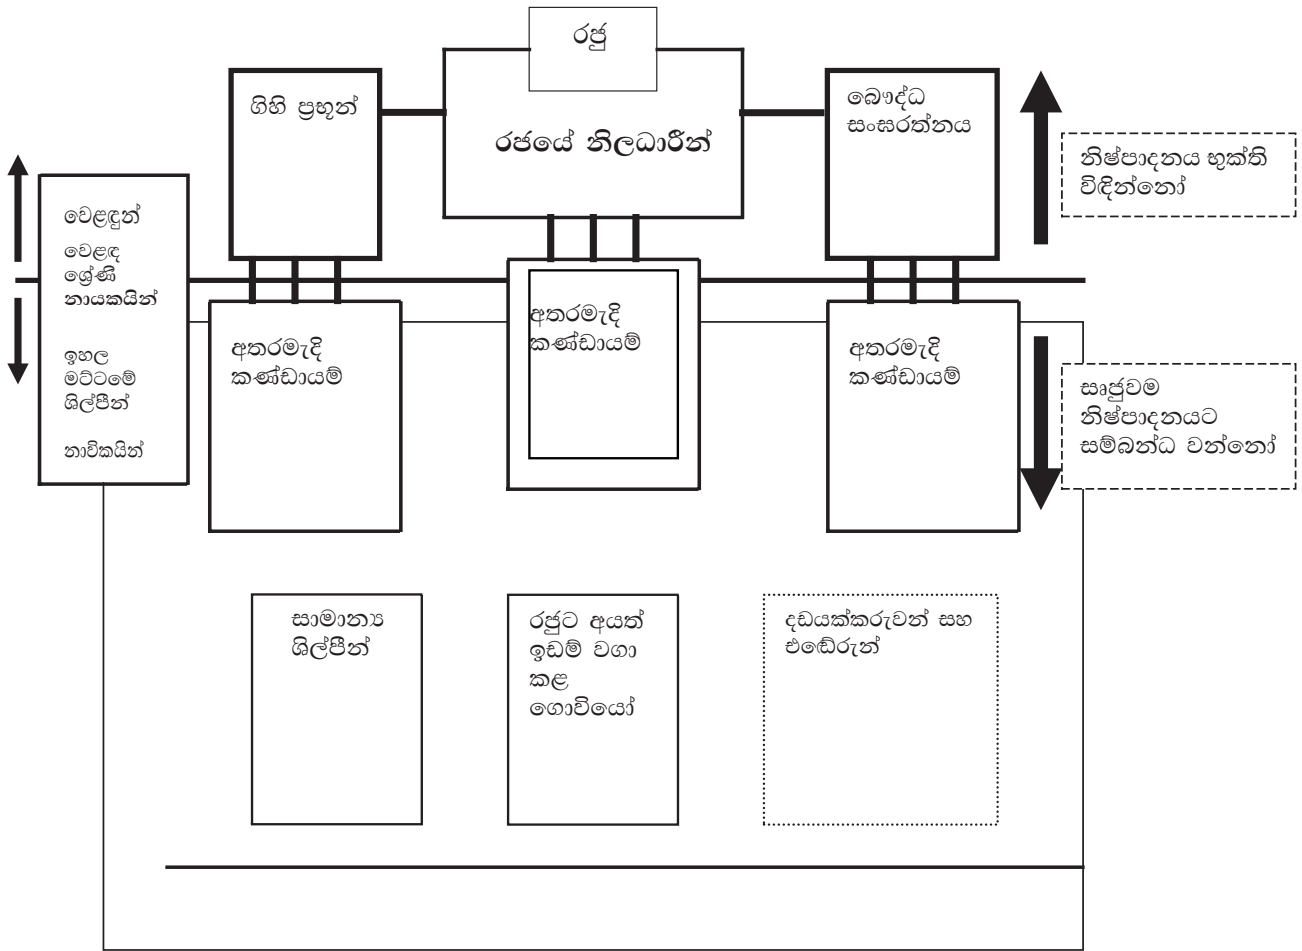 රජු
ගිහි ප්‍රභූන්
රජයේ නිලධාරීන්
බෞද්ධ
සංඝරත්නය
නිෂ්පාදනය භුක්ති
විඳින්නෝ
වෙළඳුන්
වෙළඳ
ශ්‍රේණි
නායකයින්
ඉහල
මට්ටමේ
ශිල්පීන්
නාවිකයින්
අතරමැදි
කණ්ඩායම්
අතරමැදි
කණ්ඩායම්
අතරමැදි
කණ්ඩායම්
සෘජුවම
නිෂ්පාදනයට
සම්බන්ධ වන්නෝ
සාමාන්‍ය
ශිල්පීන්
රජුට අයත්
ඉඩම් වගා
කළ
ගොවියෝ
දඩයක්කරුවන් සහ
එඬේරුන්